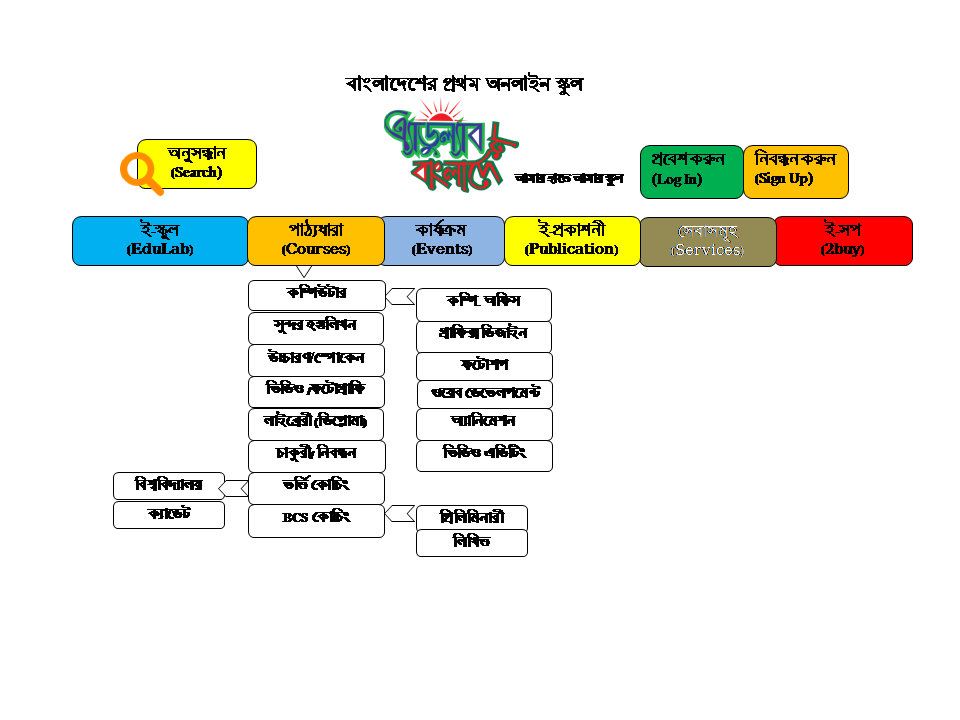 বাংলাদেশের প্রথম অনলাইন স্কুল
এ্যাডুল্যাব
বাংলাদেশ
আমার হাতে আমার স্কুল
অনুসন্ধান
(Search)
প্রবেশ করুন
(Log In)
নিবন্ধন করুন
(Sign Up)
ই-স্কুল
(EduLab)
পাঠ্যধারা
(Courses)
কার্যক্রম
(Events)
ই-প্রকাশনী
(Publication)
সেবাসমূহ
(Services)
ই-সপ
(2buy)
কম্পিউটার
সুন্দর হস্তলিখন
উচ্চারণ/স্পোকেন
ভিডিও /ফটোগ্রাফি
লাইব্রেরী (ডিপ্লোমা)
চাকুরী/ নিবন্ধন
ভর্তি কোচিং
BCS কোচিং
কম্পি. অফিস
গ্রাফিক্স ডিজাইন
ফটোশপ
ওয়েব ডেভেলপমেন্ট
অ্যানিমেশন
ভিডিও এডিটিং
বিশ্ববিদ্যালয়
ক্যাডেট
প্রিলিমিনারী
লিখিত